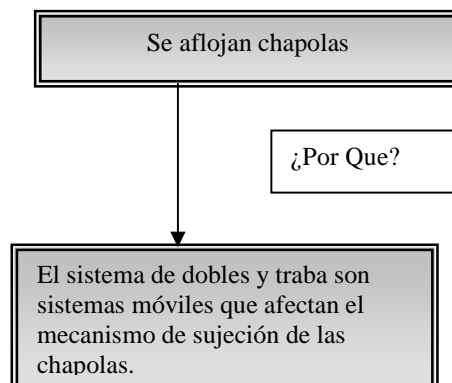 Se aflojan chapolas
¿Por Que?
El sistema de dobles y traba son
sistemas móviles que afectan el
mecanismo de sujeción de las
chapolas.